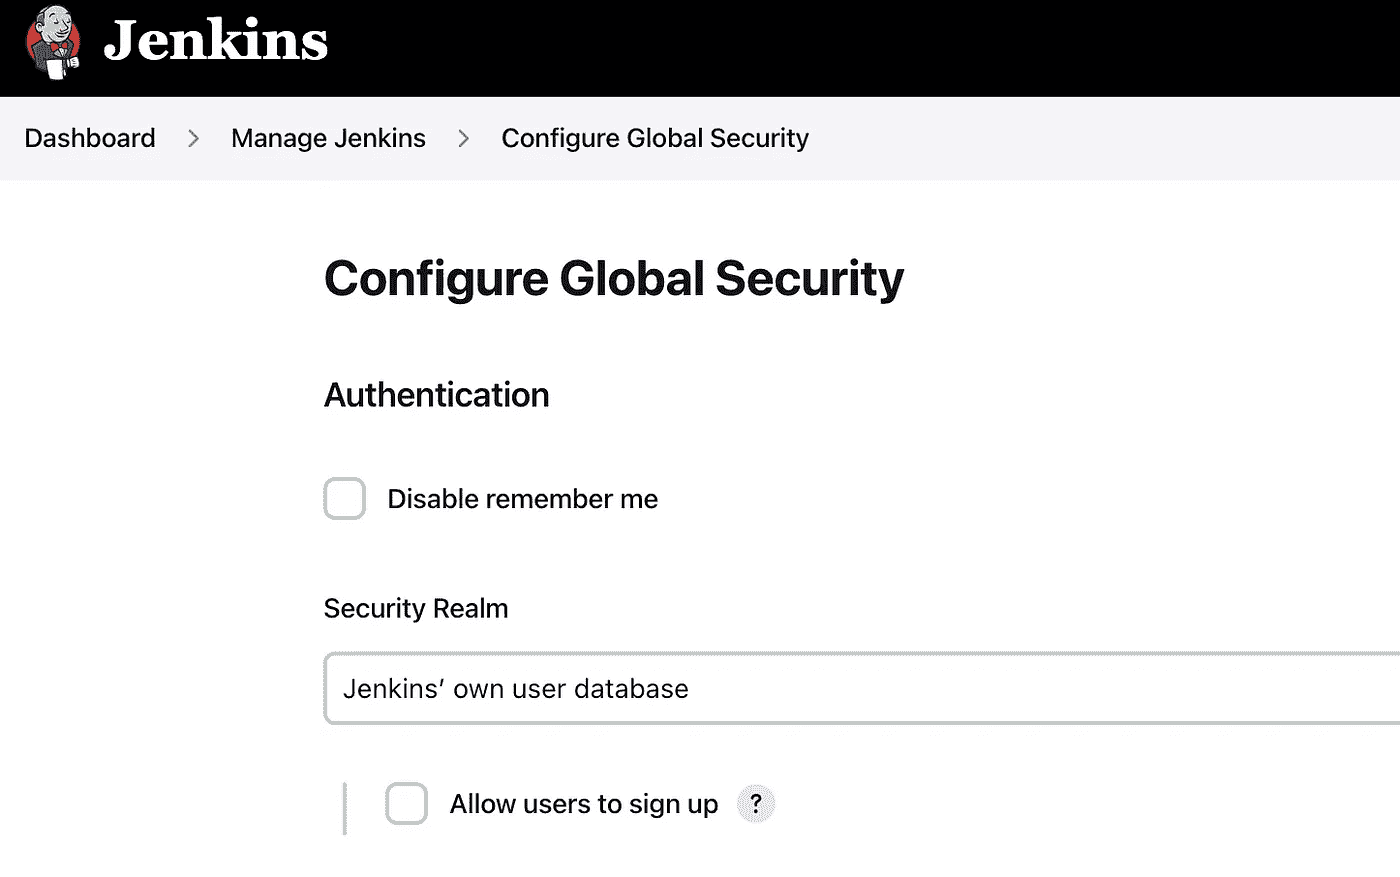 Jenkins
Dashboard > Manage Jenkins > Configure Global Security
Configure Global Security
Authentication
Disable remember me
Security Realm
Jenkins’ own user database
Allow users to sign up ?